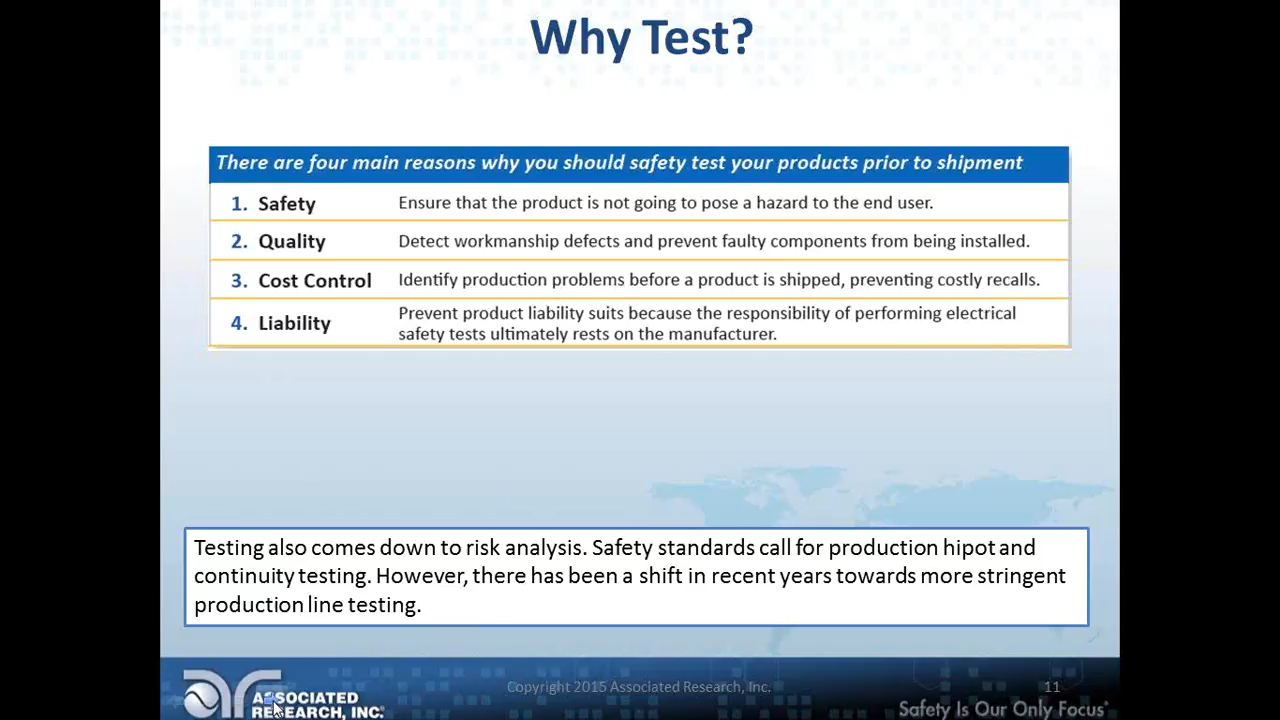 Why Test?
There are four main reasons why you should safety test your products prior to shipment
1. Safety Ensure that the product is not going to pose a hazard to the end user.
2. Quality Detect workmanship defects and prevent faulty components from being installed.
3. Cost Control Identify production problems before a product is shipped, preventing costly recalls.
4. Liability Prevent product liability suits because the responsibility of performing electrical
safety tests ultimately rests on the manufacturer.
Testing also comes down to risk analysis. Safety standards call for production hipot and
continuity testing. However, there has been a shift in recent years towards more stringent
production line testing.
ASSOCIATED
RESEARCH, INC.
Copyright 2015 Associated Research, Inc.
11
Safety Is Our Only Focus